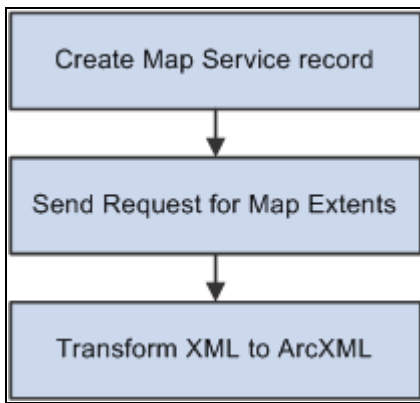 Create Map Service record
Send Request for Map Extents
Transform XML to ArcXML